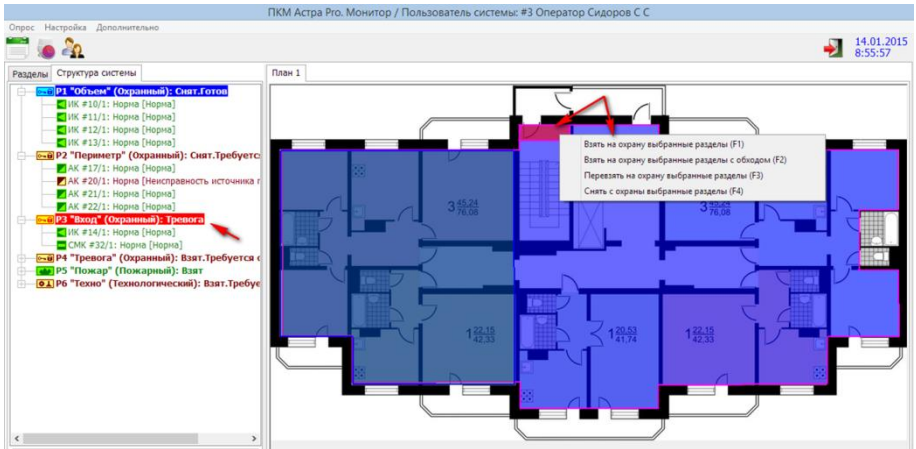 ПКМ Астра Pro. Монитор / Пользователь системы: #3 Оператор Сидоров С С
Опрос Настройка Дополнительно
14.01.2015
8:55:57
Разделы Структура системы
План 1
P1 "Объем" (Охранный): Снят.Готов
ИК #10/1: Норма [Норма]
ИК #11/1: Норма [Норма]
ИК #12/1: Норма [Норма]
ИК #13/1: Норма [Норма]
P2 "Периметр" (Охранный): Снят.Требуетс
АК #17/1: Норма [Норма]
АК #20/1: Норма [Неисправность источника п
АК #21/1: Норма [Норма]
АК #22/1: Норма [Норма]
P3 "Вход" (Охранный): Тревога
ИК #14/1: Норма [Норма]
СМК #32/1: Норма [Норма]
P4 "Тревога" (Охранный): Взят.Требуется с
P5 "Пожар" (Пожарный): Взят
P6 "Техно" (Технологический): Взят.Требуе
Взять на охрану выбранные разделы (F1)
Взять на охрану выбранные разделы с обходом (F2)
Перевзять на охрану выбранные разделы (F3)
Снять с охраны выбранные разделы (F4)
3 45,24
76,08
3 45,24
76,08
1 22,15
42,33
1 20,53
41,74
1 22,15
42,33